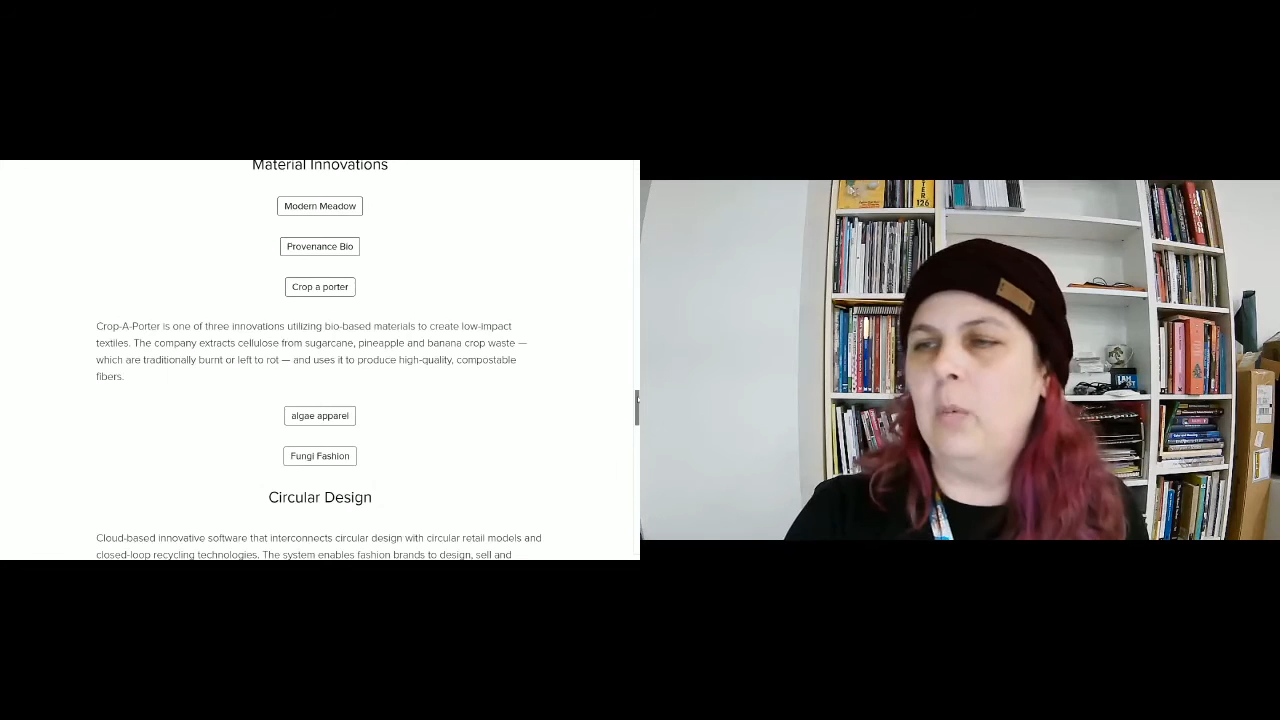 Material Innovations
Modern Meadow
Provenance Bio
Crop a porter
Crop-A-Porter is one of three innovations utilizing bio-based materials to create low-impact
textiles. The company extracts cellulose from sugarcane, pineapple and banana crop waste —
which are traditionally burnt or left to rot — and uses it to produce high-quality, compostable
fibers.
algae apparel
Fungi Fashion
Circular Design
Cloud-based innovative software that interconnects circular design with circular retail models and
closed-loop recycling technologies. The system enables fashion brands to design, sell and
126